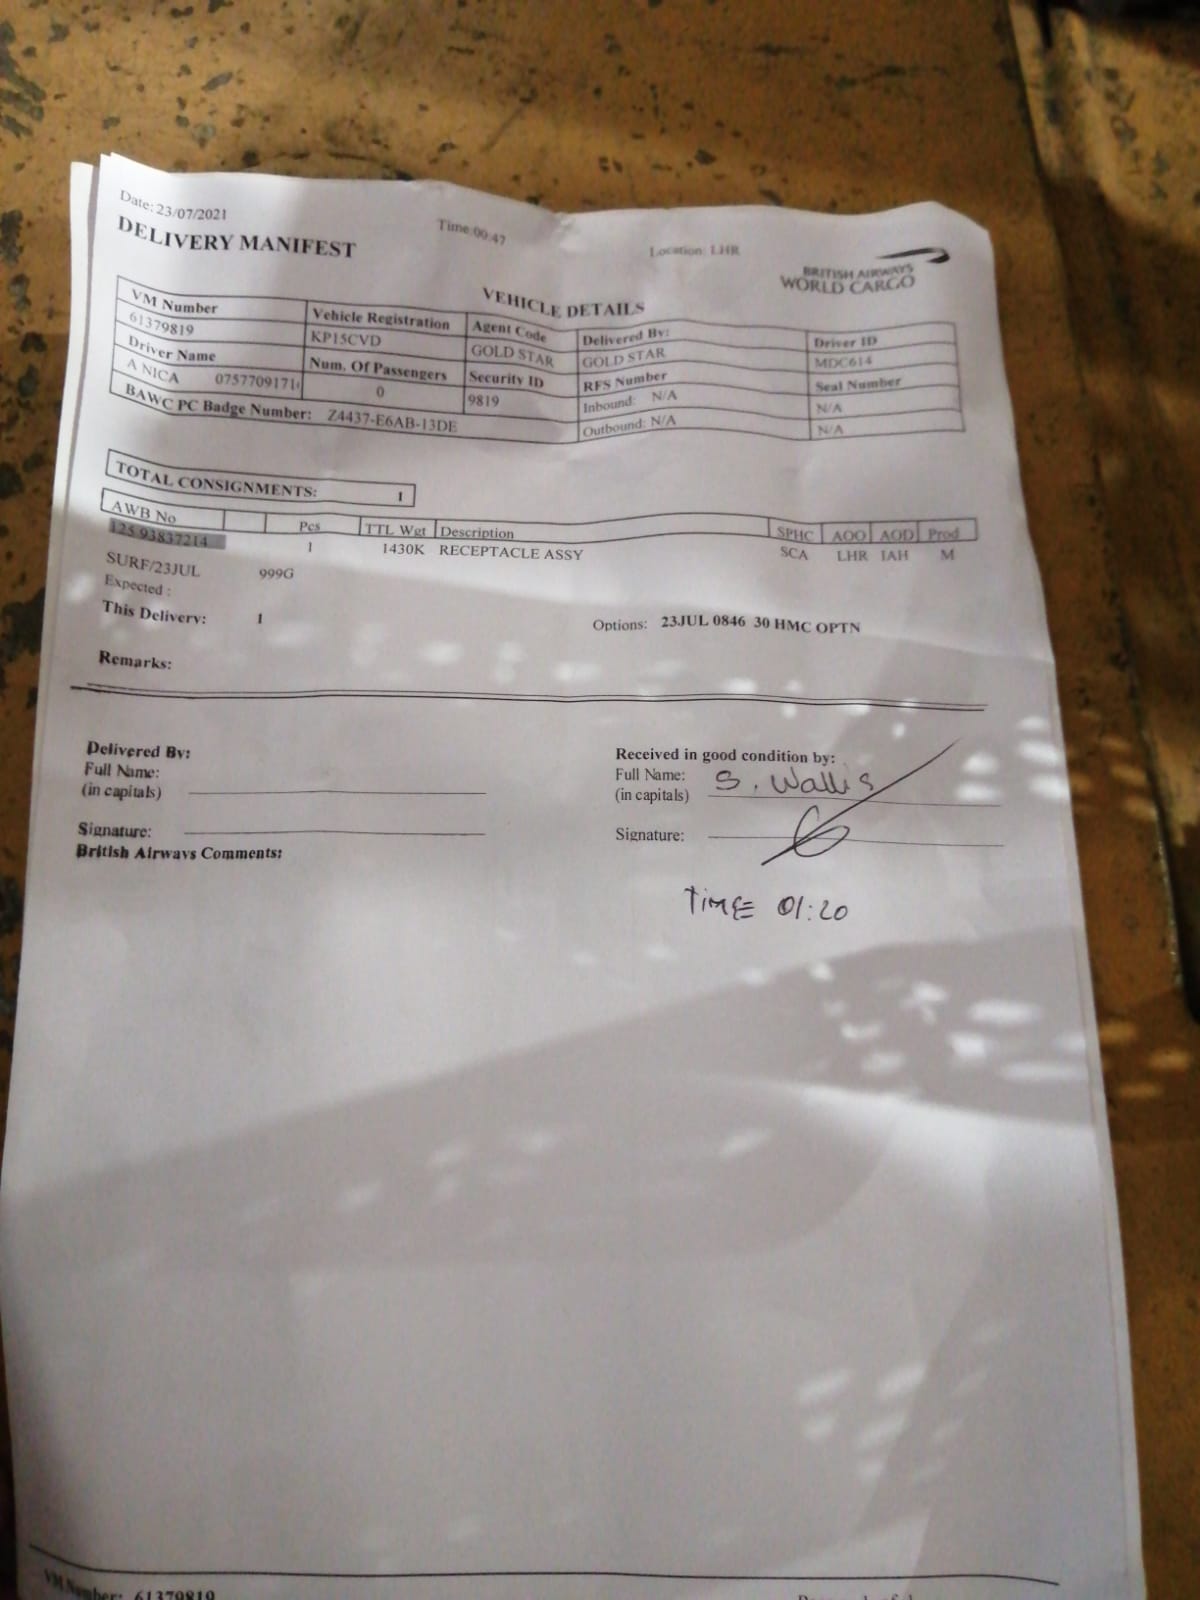 Date: 23/07/2021 Time:00:47 Location: LHR
DELIVERY MANIFEST
BRITISH AIRWAYS
WORLD CARGO
VEHICLE DETAILS
VM Number Vehicle Registration Agent Code Delivered By: Driver ID
61379819 KP15CVD GOLD STAR GOLD STAR MDC614
Driver Name Num. Of Passengers Security ID RFS Number Seal Number
A NICA 0 9819 Inbound: N/A N/A
BAWC PC Badge Number: Z4437-E6AB-13DE Outbound: N/A N/A
TOTAL CONSIGNMENTS: 1
AWB No Pcs TTL Wgt Description SPHC AOO AOD Prod
125 93837214 1 1430K RECEPTACLE ASSY SCA LHR IAH M
SURF/23JUL 999G
Expected :
This Delivery: 1 Options: 23JUL 0846 30 HMC OPTN
Remarks:
Delivered By: Received in good condition by:
Full Name: Full Name: S. Wallis
(in capitals) (in capitals)
Signature: Signature:
British Airways Comments:
TIME 01:20
VM Number: 61379819